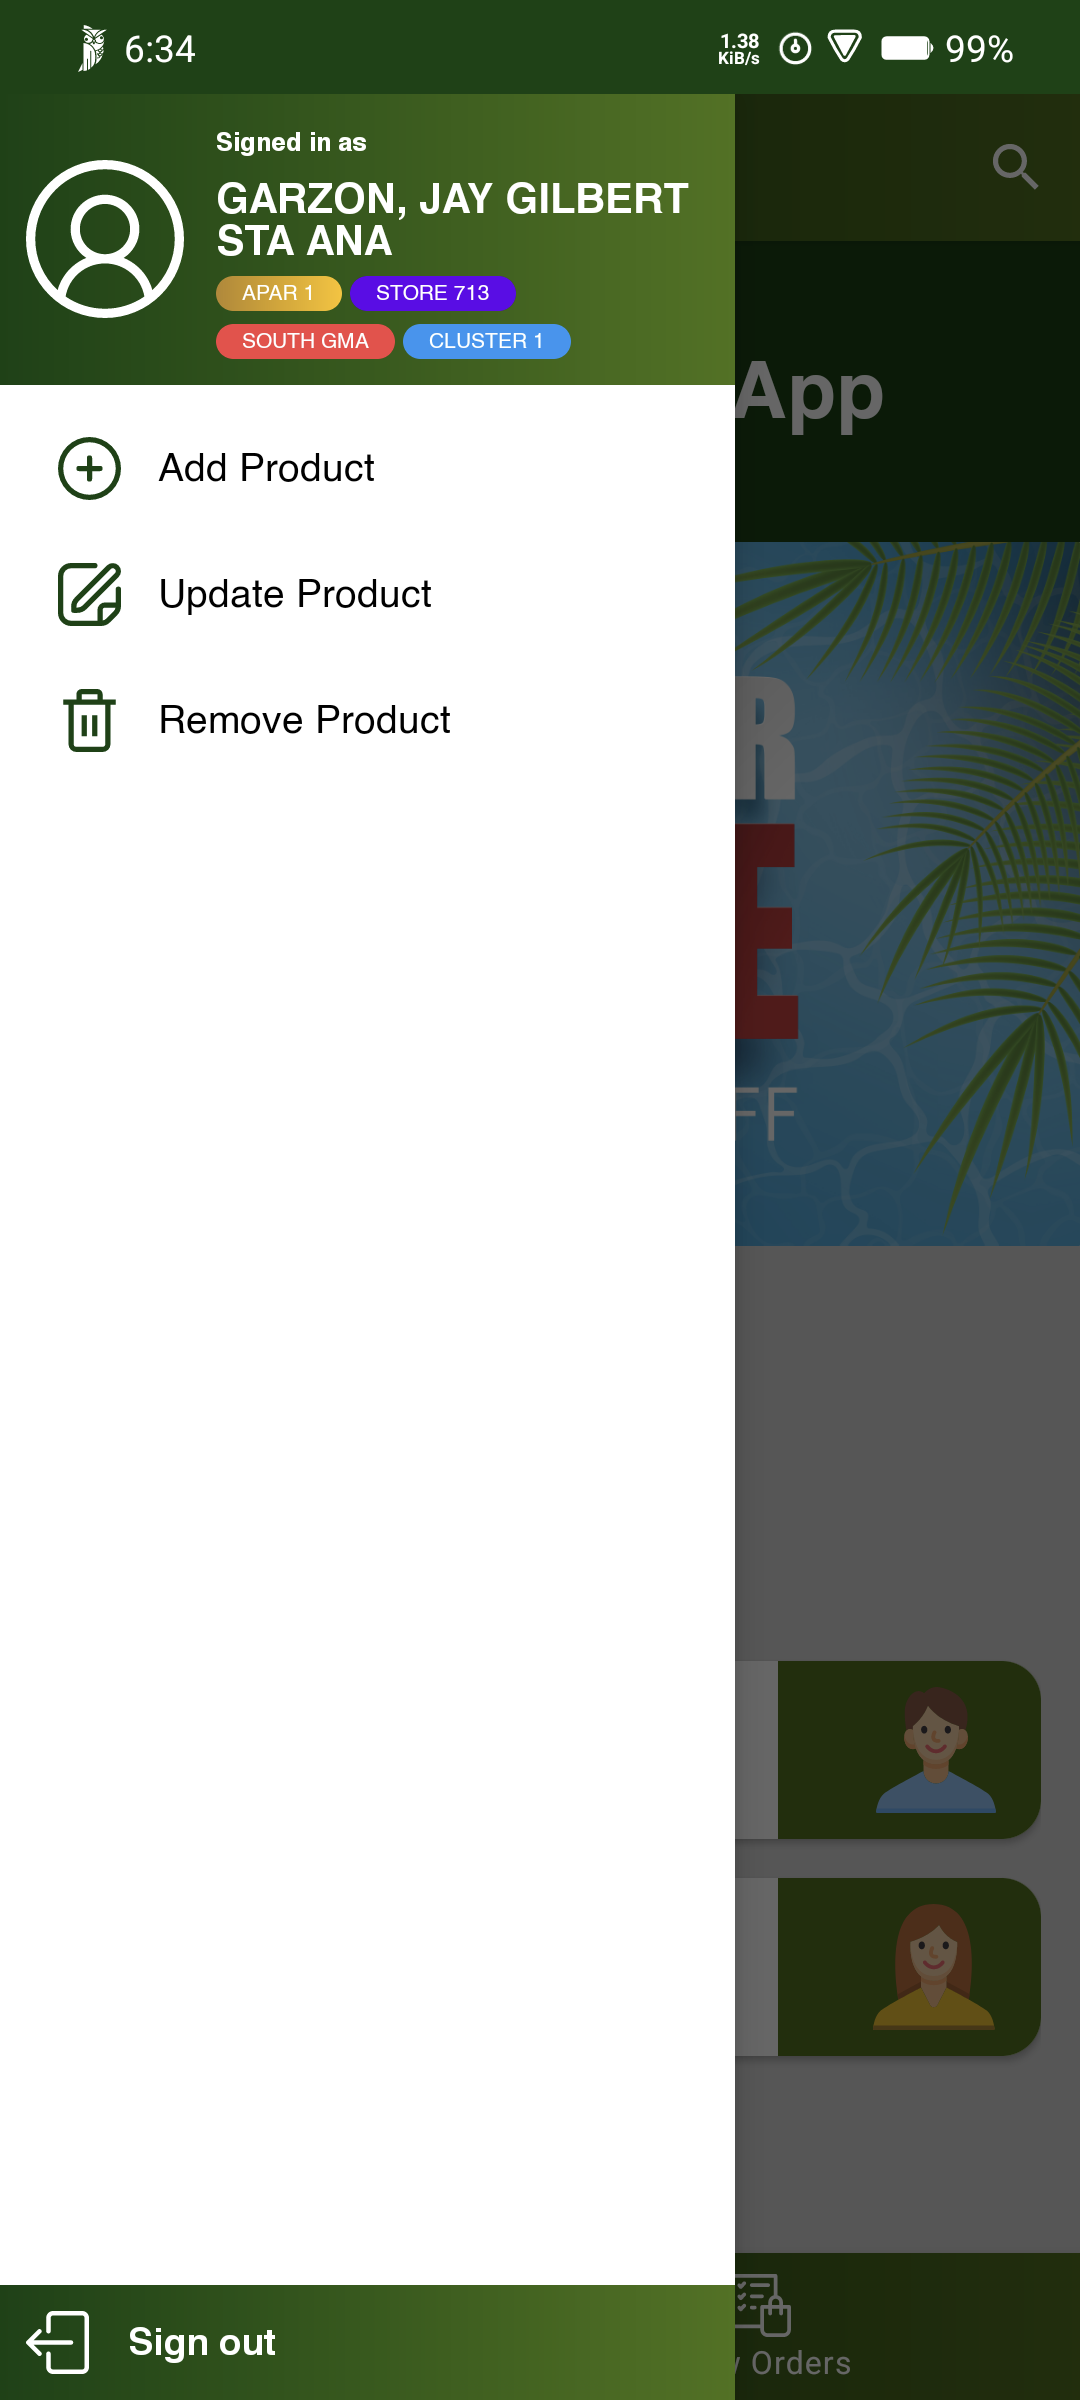 6:34
1.38
KiB/s
99%
Signed in as
GARZON, JAY GILBERT
STA ANA
APAR 1
STORE 713
SOUTH GMA
CLUSTER 1
App
Add Product
Update Product
Remove Product
R
E
FF
Sign out
Orders